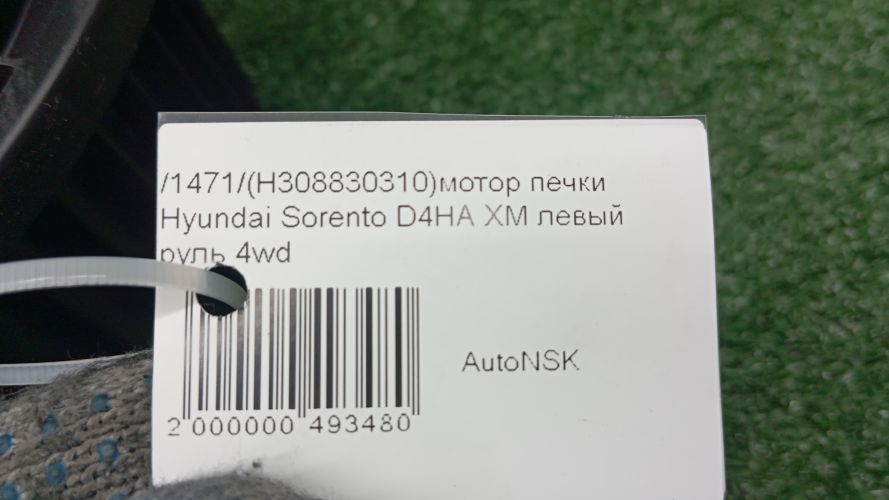 /1471/(H308830310)мотор печки
Hyundai Sorento D4HA XM левый
руль 4wd
AutoNSK
2 000000 493480